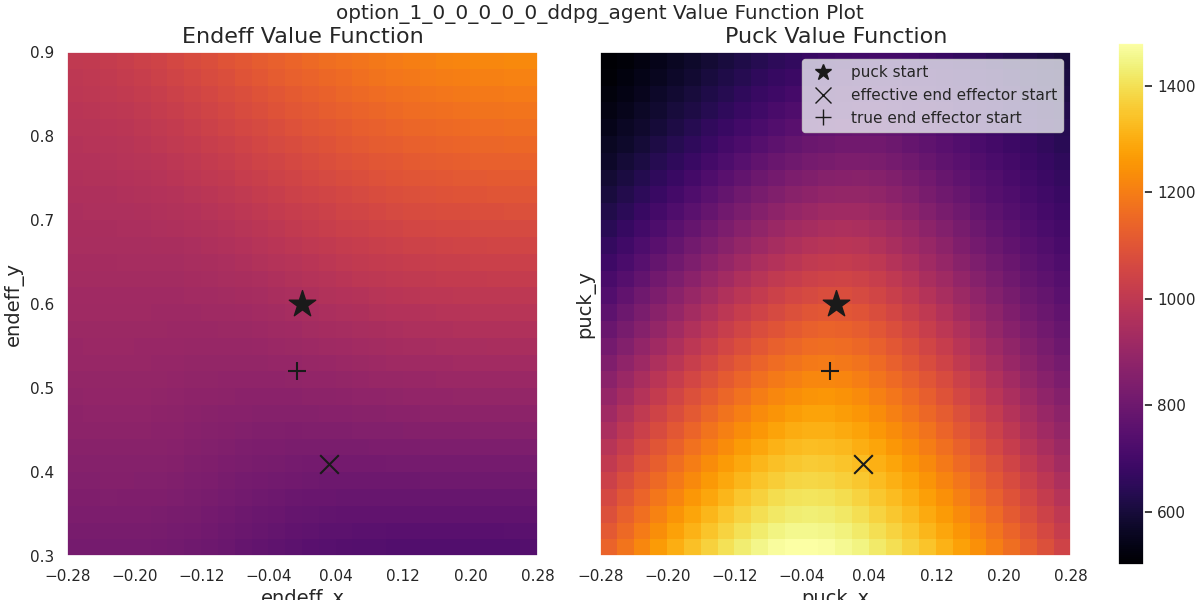 option_1_0_0_0_0_0_ddpg_agent Value Function Plot
Endeff Value Function
Puck Value Function
0.9
0.8
0.7
0.6
0.5
0.4
0.3
endeff_y
−0.28 −0.20 −0.12 −0.04 0.04 0.12 0.20 0.28
endeff_x
puck start
effective end effector start
true end effector start
puck_y
−0.28 −0.20 −0.12 −0.04 0.04 0.12 0.20 0.28
puck_x
1400
1200
1000
800
600